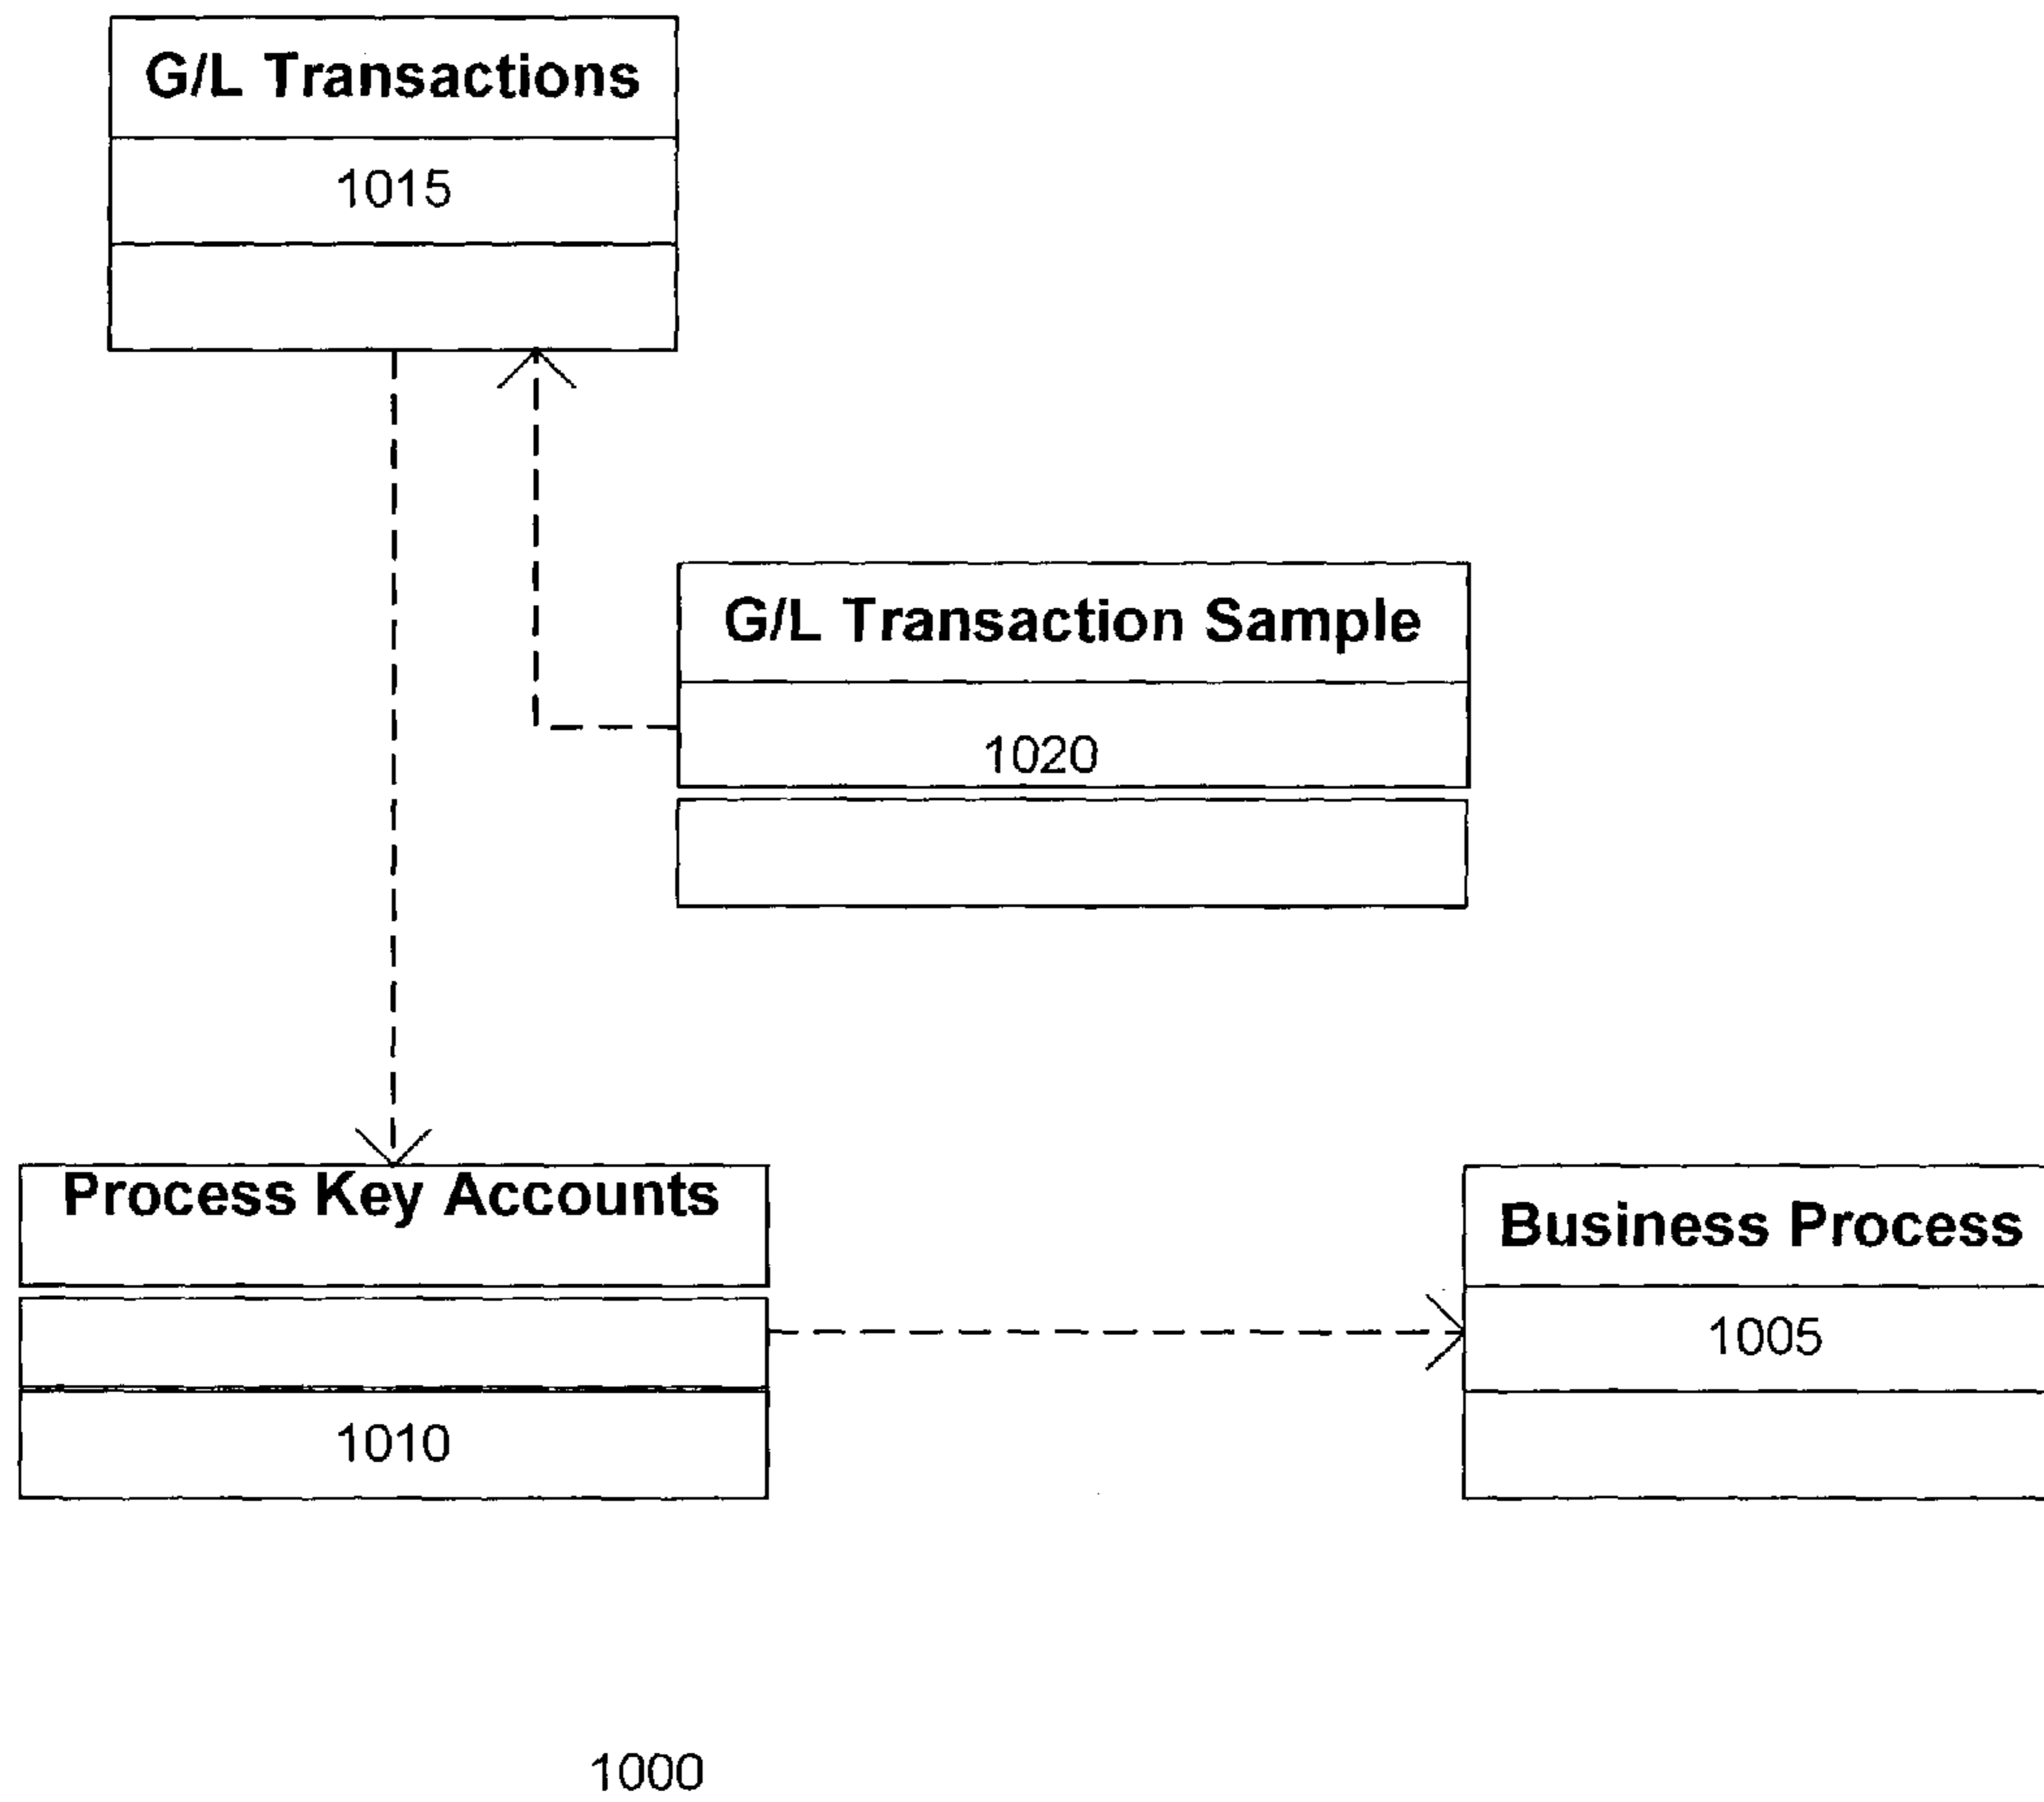 G/L Transactions
1015
G/L Transaction Sample
1020
Process Key Accounts
1010
Business Process
1005
1000